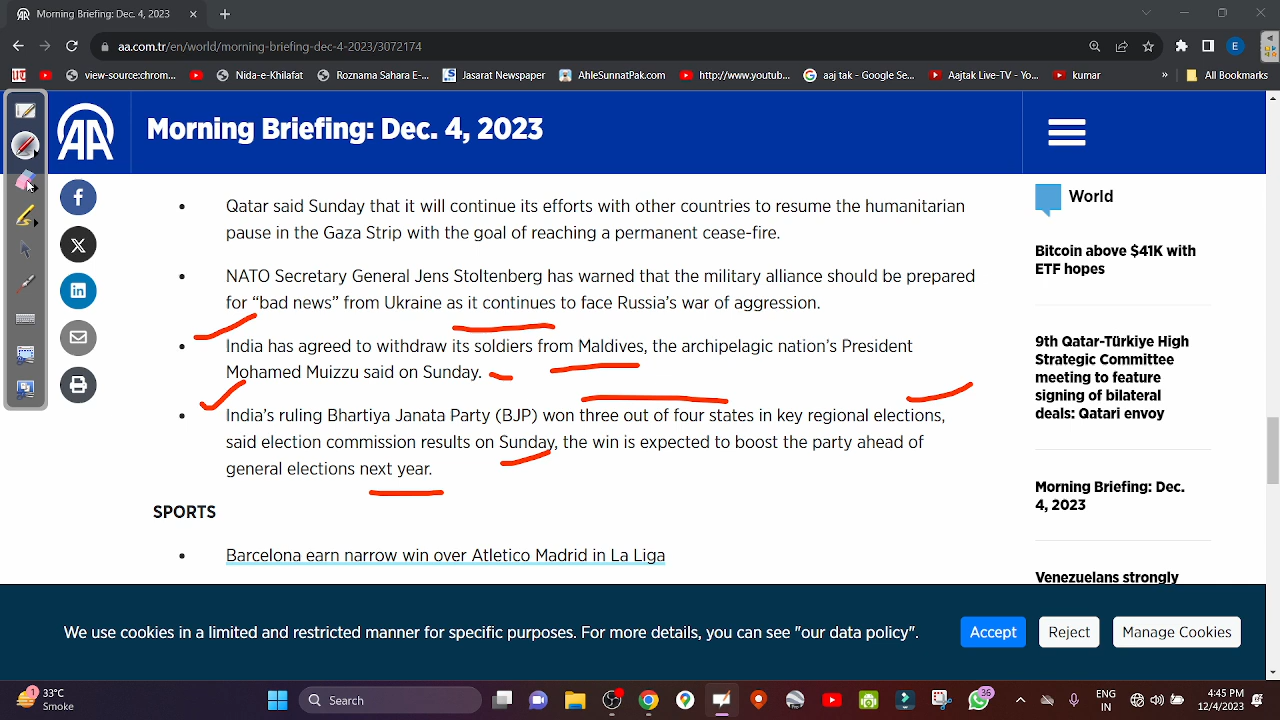 Morning Briefing: Dec. 4, 2023
aa.com.tr/en/world/morning-briefing-dec-4-2023/3072174
E
view-source:chrom...
Nida-e-Khilafat
Rozanama Sahara E-...
Jasarat Newspaper
AhleSunnatPak.com
http://www.youtub...
aaj tak - Google Se...
Aajtak Live-TV - Yo...
kumar
»
All Bookmarks
AA
Morning Briefing: Dec. 4, 2023
• Qatar said Sunday that it will continue its efforts with other countries to resume the humanitarian
pause in the Gaza Strip with the goal of reaching a permanent cease-fire.
• NATO Secretary General Jens Stoltenberg has warned that the military alliance should be prepared
for “bad news” from Ukraine as it continues to face Russia’s war of aggression.
• India has agreed to withdraw its soldiers from Maldives, the archipelagic nation’s President
Mohamed Muizzu said on Sunday.
• India’s ruling Bhartiya Janata Party (BJP) won three out of four states in key regional elections,
said election commission results on Sunday, the win is expected to boost the party ahead of
general elections next year.
SPORTS
• Barcelona earn narrow win over Atletico Madrid in La Liga
World
Bitcoin above $41K with
ETF hopes
9th Qatar-Türkiye High
Strategic Committee
meeting to feature
signing of bilateral
deals: Qatari envoy
Morning Briefing: Dec.
4, 2023
Venezuelans strongly
We use cookies in a limited and restricted manner for specific purposes. For more details, you can see "our data policy".
Accept
Reject
Manage Cookies
1
33°C
Smoke
Search
36
ENG
IN
4:45 PM
12/4/2023